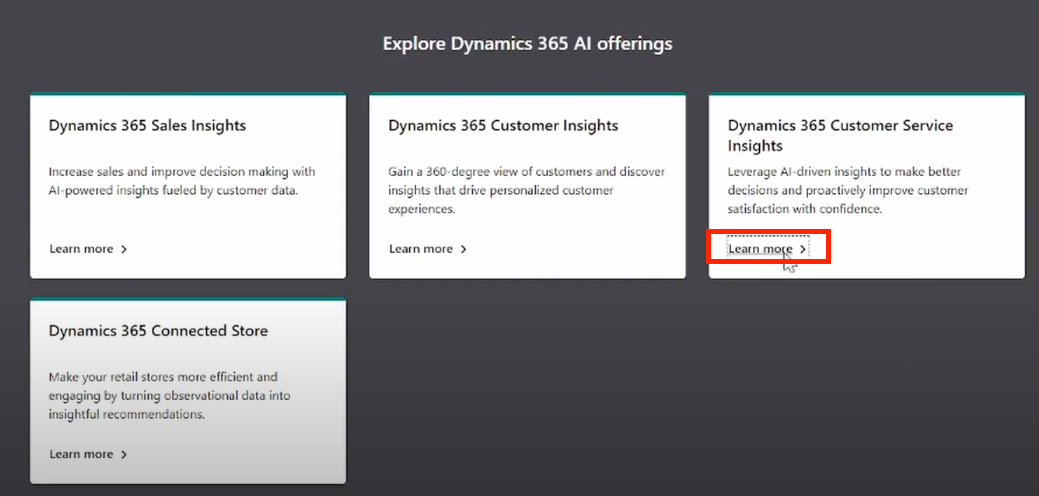 Explore Dynamics 365 AI offerings
Dynamics 365 Sales Insights
Increase sales and improve decision making with
AI-powered insights fueled by customer data.
Learn more
Dynamics 365 Customer Insights
Gain a 360-degree view of customers and discover
insights that drive personalized customer
experiences.
Learn more
Dynamics 365 Customer Service
Insights
Leverage AI-driven insights to make better
decisions and proactively improve customer
satisfaction with confidence.
Learn more
Dynamics 365 Connected Store
Make your retail stores more efficient and
engaging by turning observational data into
insightful recommendations.
Learn more